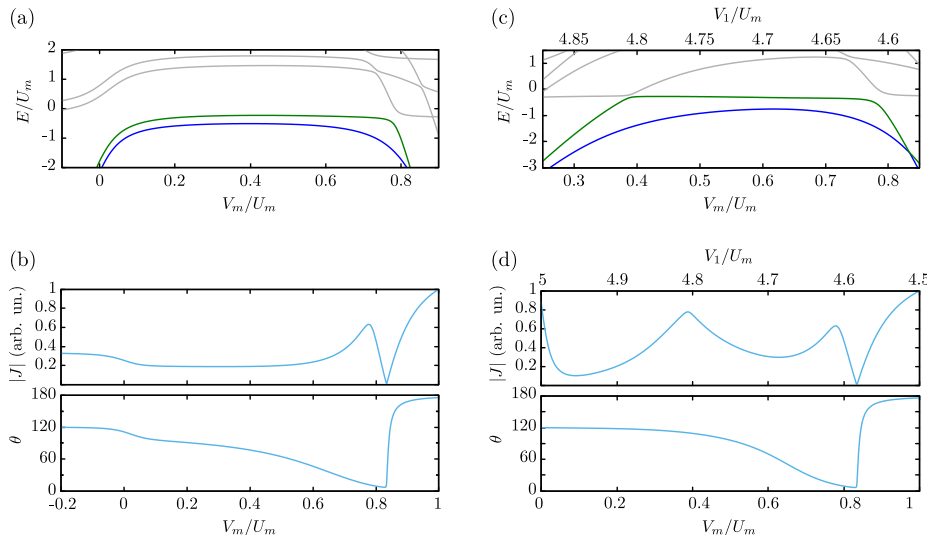 (a)
2
1
0
-1
-2
E/U_m
0 0.2 0.4 0.6 0.8
V_m/U_m
(c)
V_1/U_m
4.85 4.8 4.75 4.7 4.65 4.6
1
0
-1
-2
-3
E/U_m
0.3 0.4 0.5 0.6 0.7 0.8
V_m/U_m
(b)
1
0.8
0.6
0.4
0.2
|J| (arb. un.)
180
120
60
0
θ
-0.2 0 0.2 0.4 0.6 0.8 1
V_m/U_m
(d)
V_1/U_m
5 4.9 4.8 4.7 4.6 4.5
1
0.8
0.6
0.4
0.2
0
|J| (arb. un.)
180
120
60
0
θ
0 0.2 0.4 0.6 0.8 1
V_m/U_m